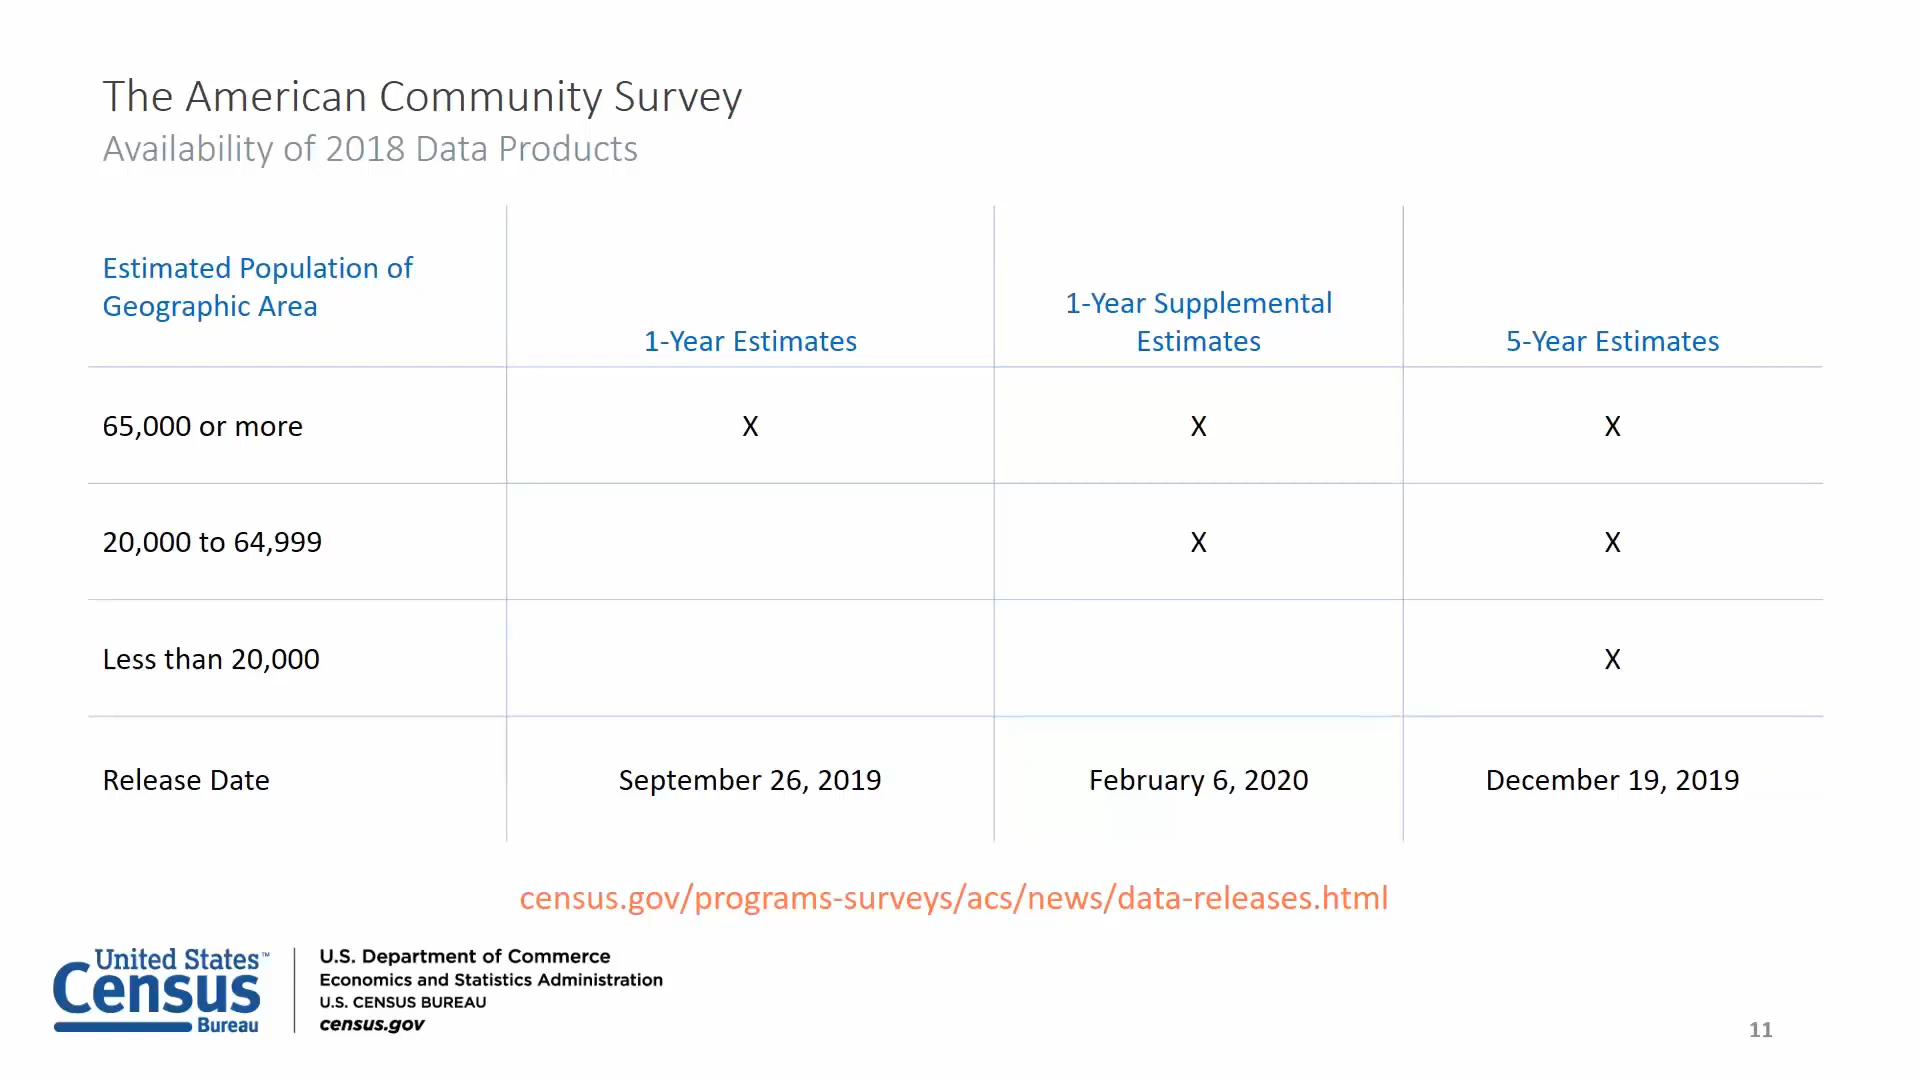 The American Community Survey
Availability of 2018 Data Products
Estimated Population of
Geographic Area
1-Year Estimates
1-Year Supplemental
Estimates
5-Year Estimates
65,000 or more X X X
20,000 to 64,999 X X
Less than 20,000 X
Release Date September 26, 2019 February 6, 2020 December 19, 2019
census.gov/programs-surveys/acs/news/data-releases.html
United States™
Census
Bureau
U.S. Department of Commerce
Economics and Statistics Administration
U.S. CENSUS BUREAU
census.gov
11